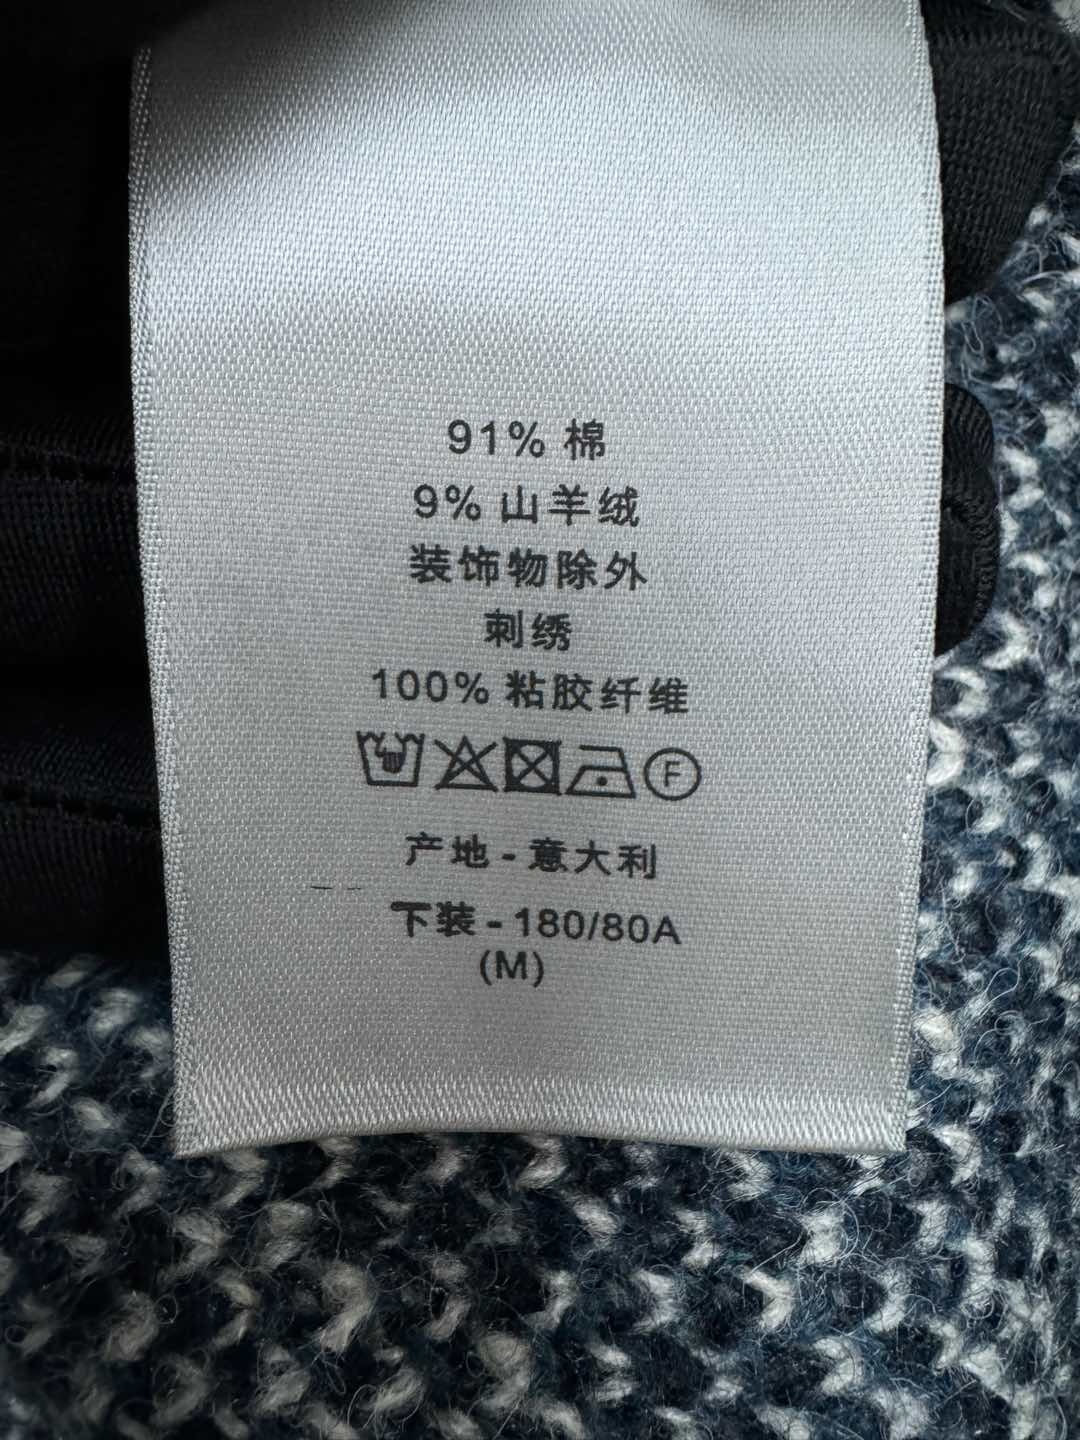 91% 棉
9% 山羊绒
装饰物除外
刺绣
100% 粘胶纤维
F
产地 - 意大利
下装 - 180/80A
(M)